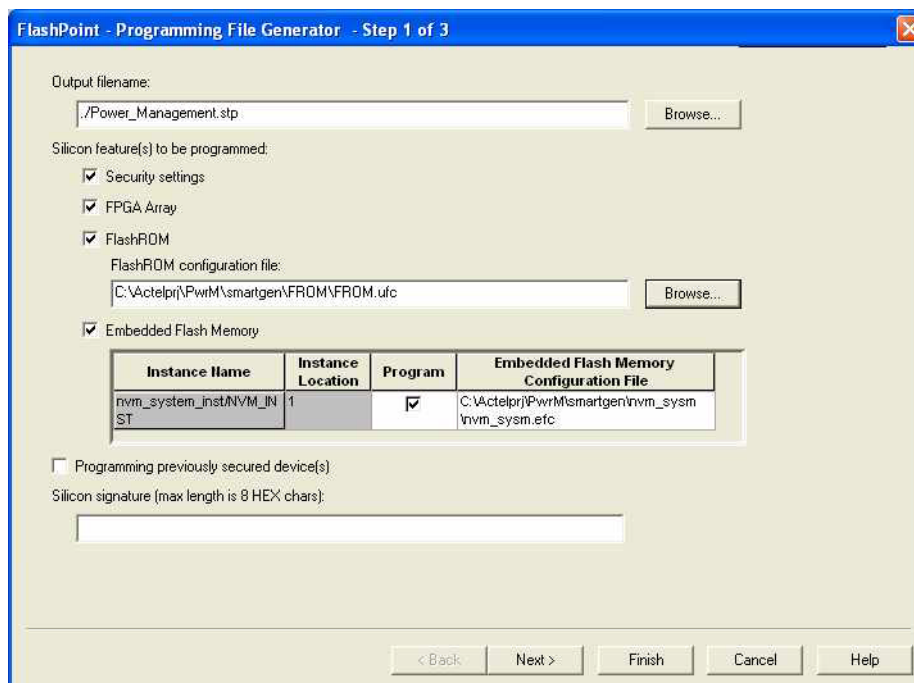 FlashPoint - Programming File Generator - Step 1 of 3
Output filename:
./Power_Management.stp
Browse...
Silicon feature(s) to be programmed:
Security settings
FPGA Array
FlashROM
FlashROM configuration file:
C:\Actelprj\PwrM\smartgen\FROM\FROM.ufc
Browse...
Embedded Flash Memory
Instance Name
Instance
Location
Program
Embedded Flash Memory
Configuration File
nvm_system_inst/NVM_IN
ST
1
C:\Actelprj\PwrM\smartgen\nvm_sysm
\nvm_sysm.efc
Programming previously secured device(s)
Silicon signature (max length is 8 HEX chars):
< Back
Next >
Finish
Cancel
Help